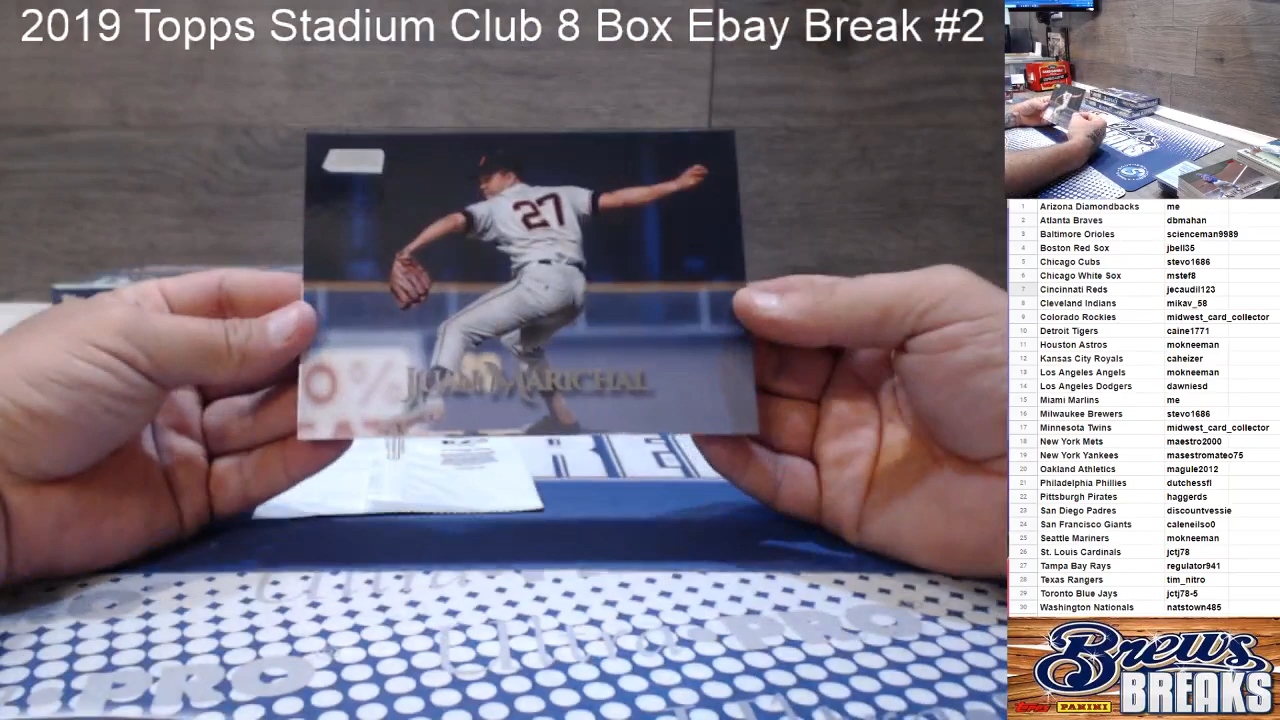 2019 Topps Stadium Club 8 Box Ebay Break #2
27
JUAN MARICHAL
BRE
PRO
1 Arizona Diamondbacks me
2 Atlanta Braves dbmahan
3 Baltimore Orioles scienceman9989
4 Boston Red Sox jbell35
5 Chicago Cubs stevo1686
6 Chicago White Sox mstef8
7 Cincinnati Reds jecaudil123
8 Cleveland Indians mikav_58
9 Colorado Rockies midwest_card_collector
10 Detroit Tigers caine1771
11 Houston Astros mokneeman
12 Kansas City Royals caheizer
13 Los Angeles Angels mokneeman
14 Los Angeles Dodgers dawniesd
15 Miami Marlins me
16 Milwaukee Brewers stevo1686
17 Minnesota Twins midwest_card_collector
18 New York Mets maestro2000
19 New York Yankees masestromateo75
20 Oakland Athletics magule2012
21 Philadelphia Phillies dutchessfl
22 Pittsburgh Pirates haggerds
23 San Diego Padres discountvessie
24 San Francisco Giants caleneilso0
25 Seattle Mariners mokneeman
26 St. Louis Cardinals jctj78
27 Tampa Bay Rays regulator941
28 Texas Rangers tim_nitro
29 Toronto Blue Jays jctj78-5
30 Washington Nationals natstown485
Brews
BREAKS
Topps PANINI